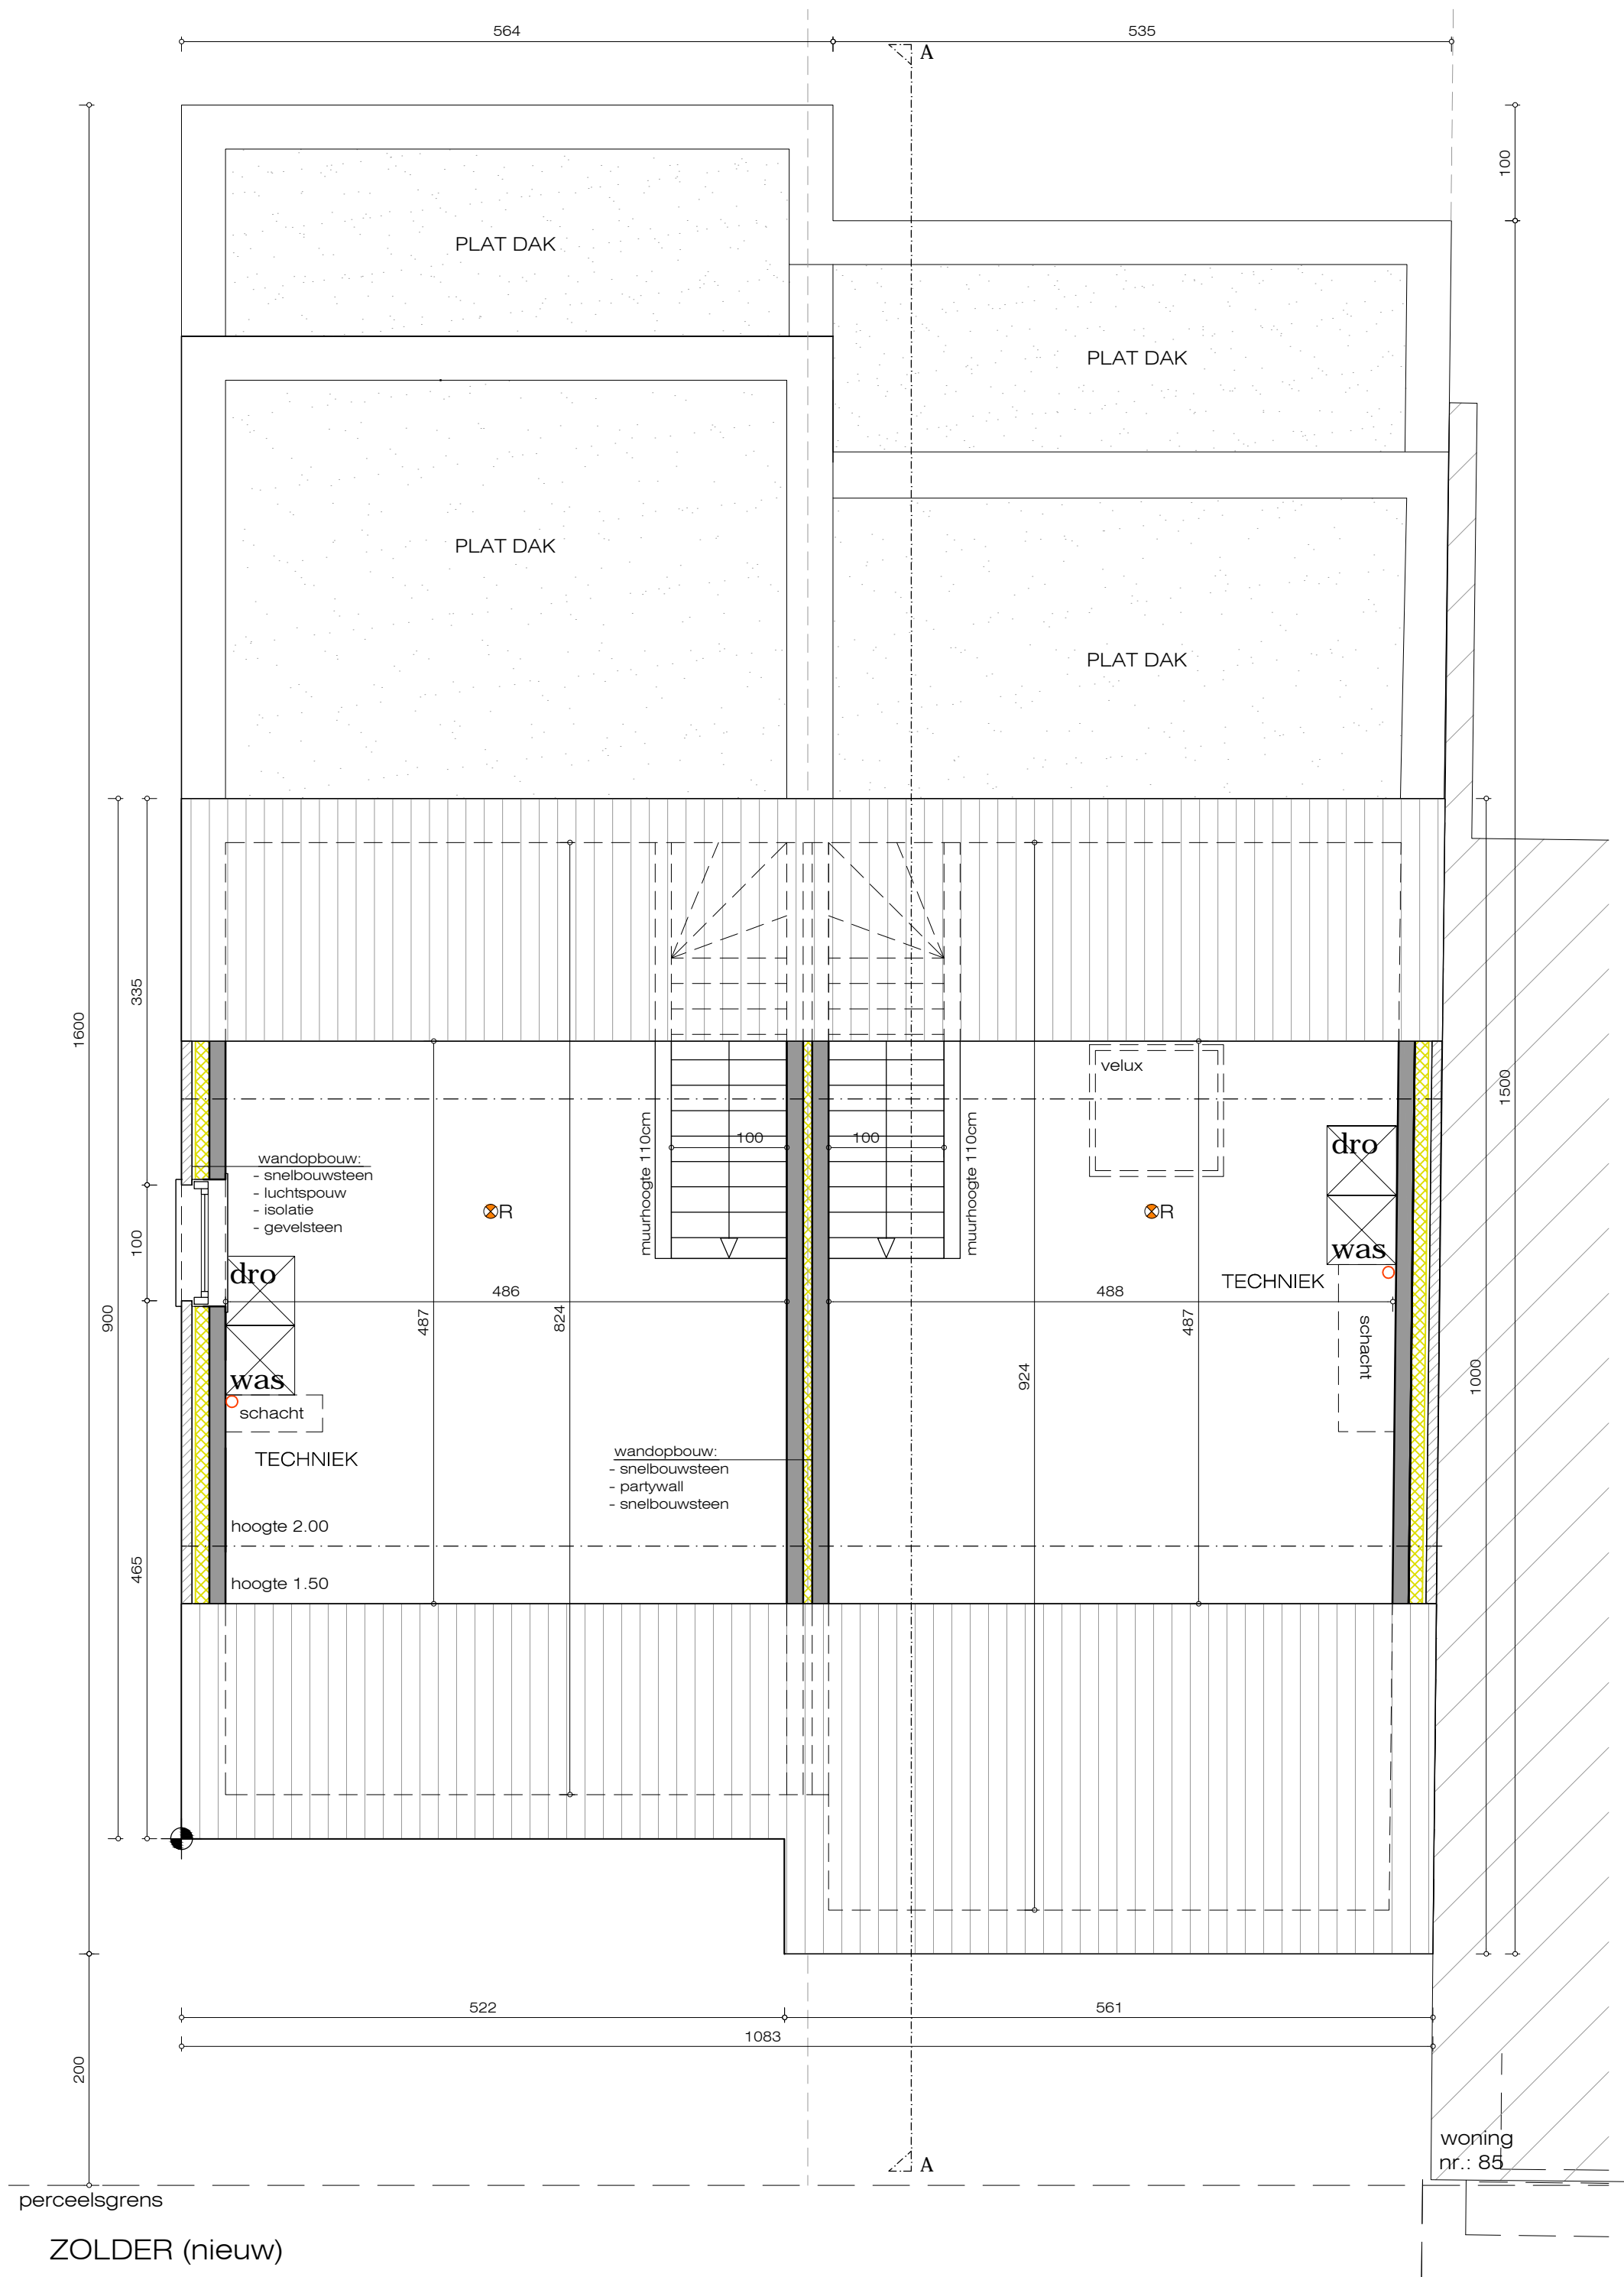 564
535
A
100
PLAT DAK
PLAT DAK
PLAT DAK
PLAT DAK
335
1600
velux
1500
muurhoogte 110cm
100
100
muurhoogte 110cm
dro
wandopbouw:
- snelbouwsteen
- luchtspouw
- isolatie
- gevelsteen
R
R
100
was
dro
TECHNIEK
486
488
900
487
824
487
schacht
924
1000
was
schacht
TECHNIEK
wandopbouw:
- snelbouwsteen
- partywall
- snelbouwsteen
hoogte 2.00
465
hoogte 1.50
522
561
1083
200
woning
nr.: 85
A
perceelsgrens
ZOLDER (nieuw)